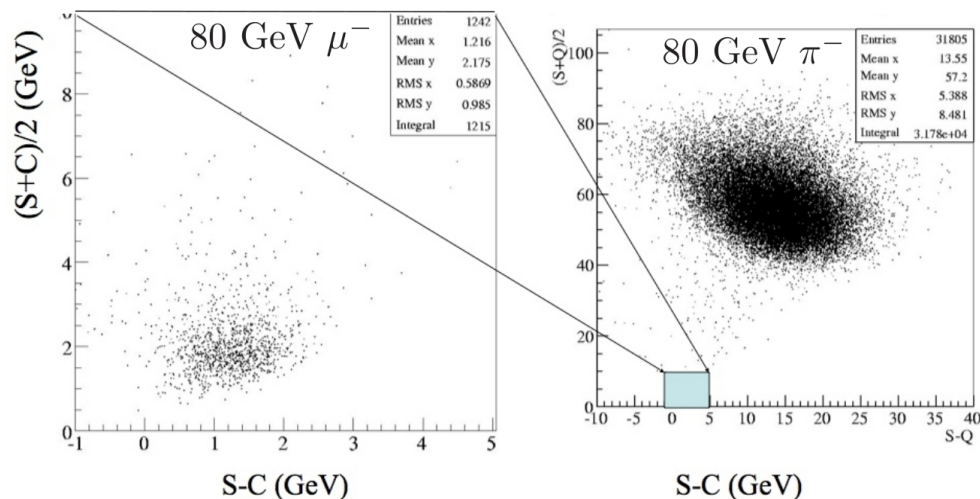 80 GeV μ⁻
Entries 1242
Mean x 1.216
Mean y 2.175
RMS x 0.5869
RMS y 0.985
Integral 1215
(S+C)/2 (GeV)
8
6
4
2
0
-1 0 1 2 3 4 5
S-C (GeV)
80 GeV π⁻
Entries 31805
Mean x 13.55
Mean y 57.2
RMS x 5.388
RMS y 8.481
Integral 3.178e+04
(S+Q)/2
100
80
60
40
20
0
-10 -5 0 5 10 15 20 25 30 35 40
S-Q
S-C (GeV)